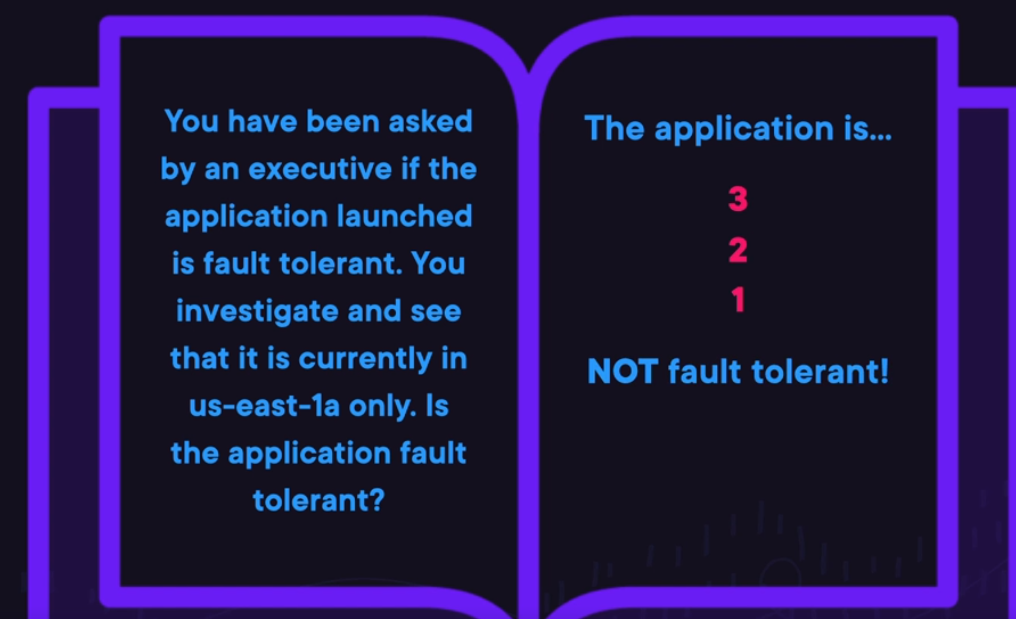 You have been asked
by an executive if the
application launched
is fault tolerant. You
investigate and see
that it is currently in
us-east-1a only. Is
the application fault
tolerant?
The application is...
3
2
1
NOT fault tolerant!